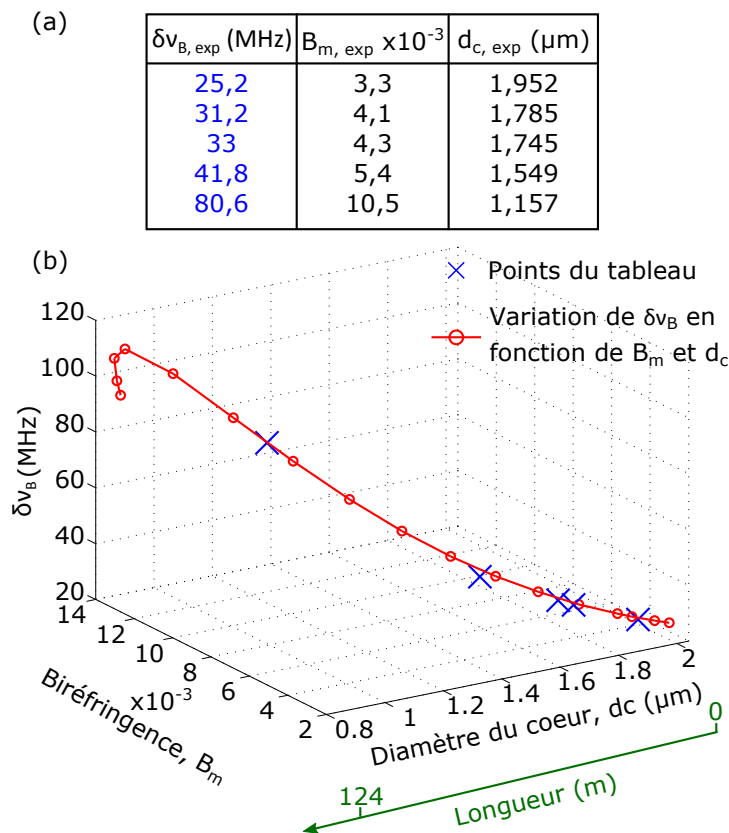 (a)
δν_B, exp (MHz) B_m, exp x10^-3 d_c, exp (µm)
25,2 3,3 1,952
31,2 4,1 1,785
33 4,3 1,745
41,8 5,4 1,549
80,6 10,5 1,157
(b)
Points du tableau
Variation de δν_B en
fonction de B_m et d_c
120
100
80
60
40
20
δν_B (MHz)
14
12
10
8
6
4
2
x10^-3
Biréfringence, B_m
0.8
1
1.2
1.4
1.6
1.8
2
Diamètre du coeur, dc (µm)
0
124
Longueur (m)